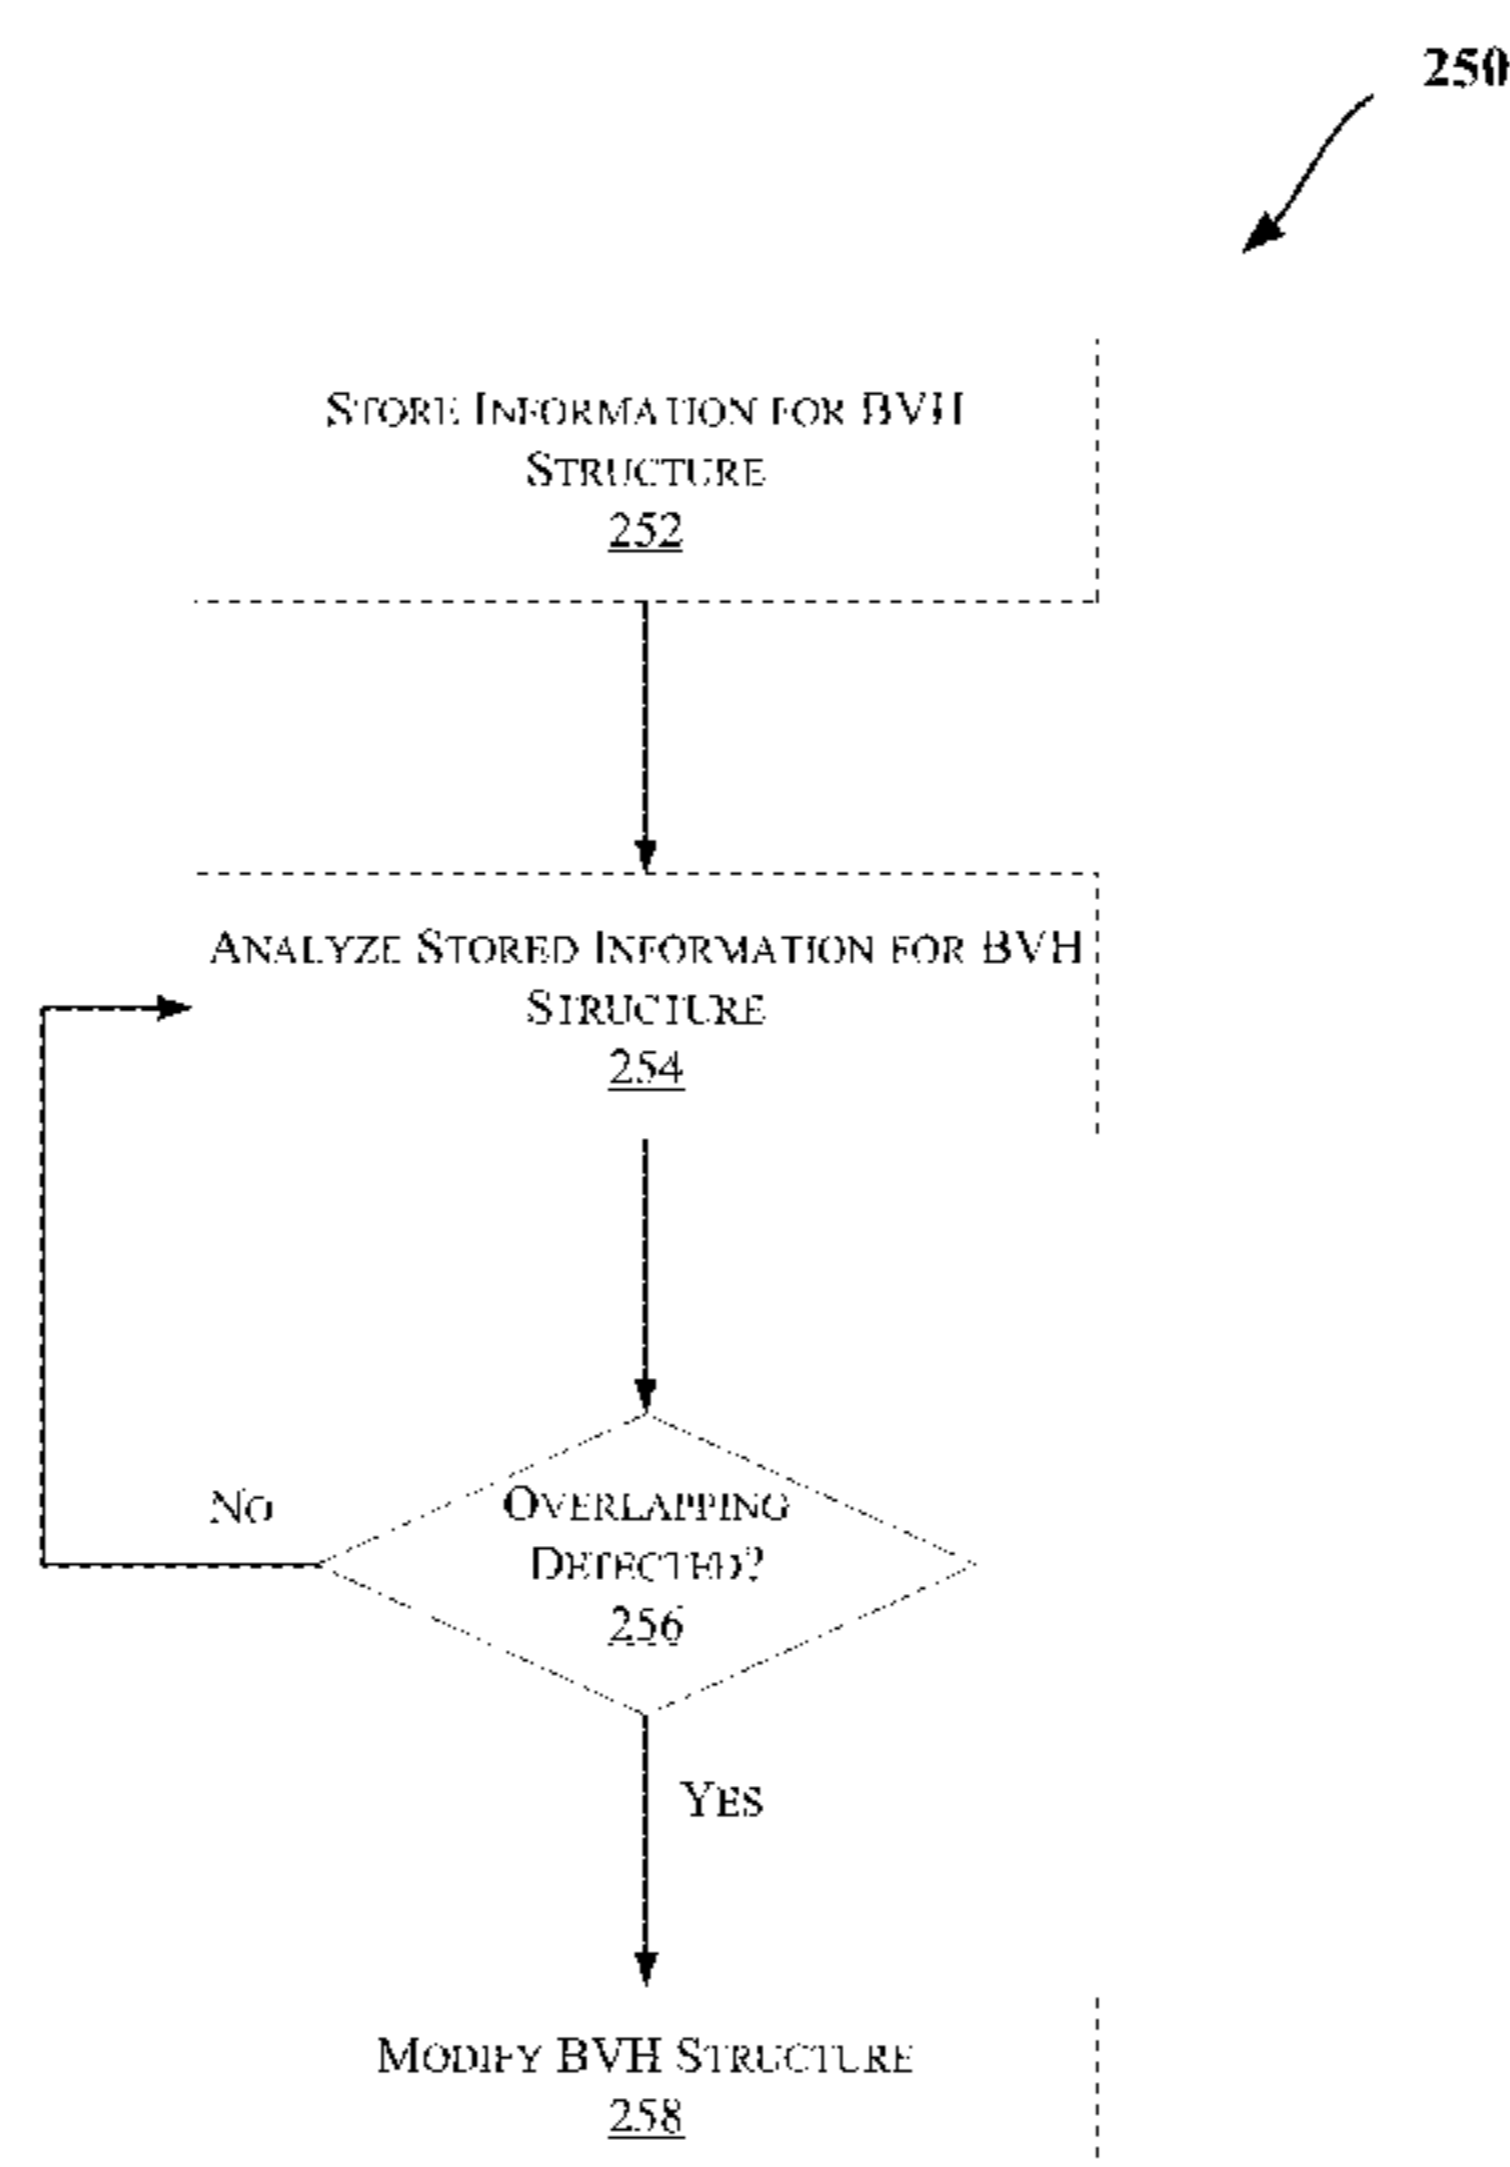 250
STORE INFORMATION FOR BVH
STRUCTURE
252
ANALYZE STORED INFORMATION FOR BVH
STRUCTURE
254
NO
OVERLAPPING
DETECTED?
256
YES
MODIFY BVH STRUCTURE
258